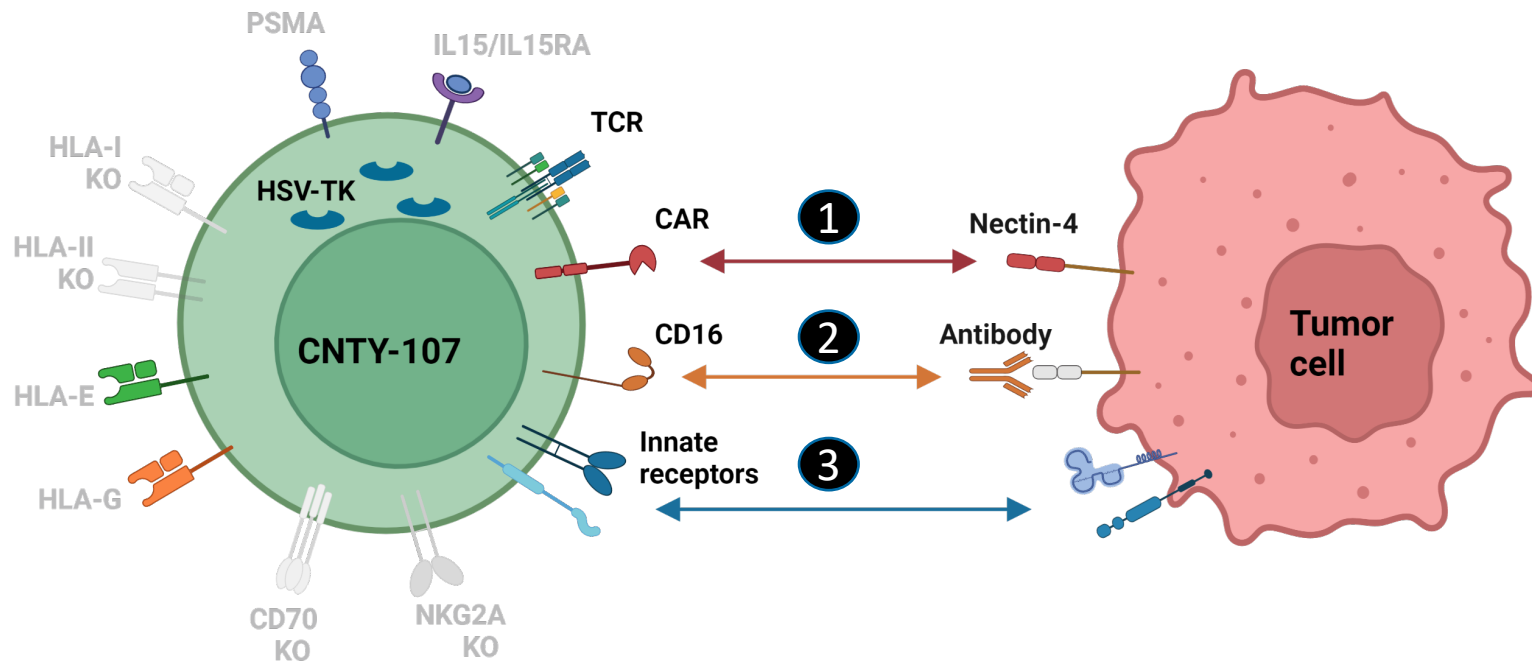 PSMA
IL15/IL15RA
TCR
HLA-I
KO
HSV-TK
CAR
1
Nectin-4
HLA-II
KO
CNTY-107
CD16
2
Antibody
Tumor
cell
HLA-E
Innate
receptors
3
HLA-G
CD70
KO
NKG2A
KO